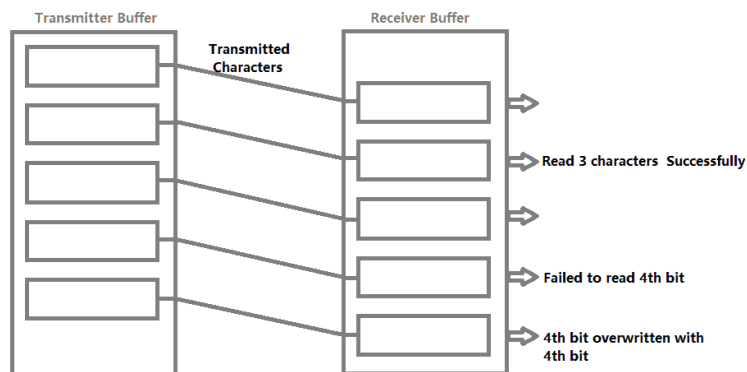 Transmitter Buffer
Receiver Buffer
Transmitted
Characters
Read 3 characters Successfully
Failed to read 4th bit
4th bit overwritten with
4th bit